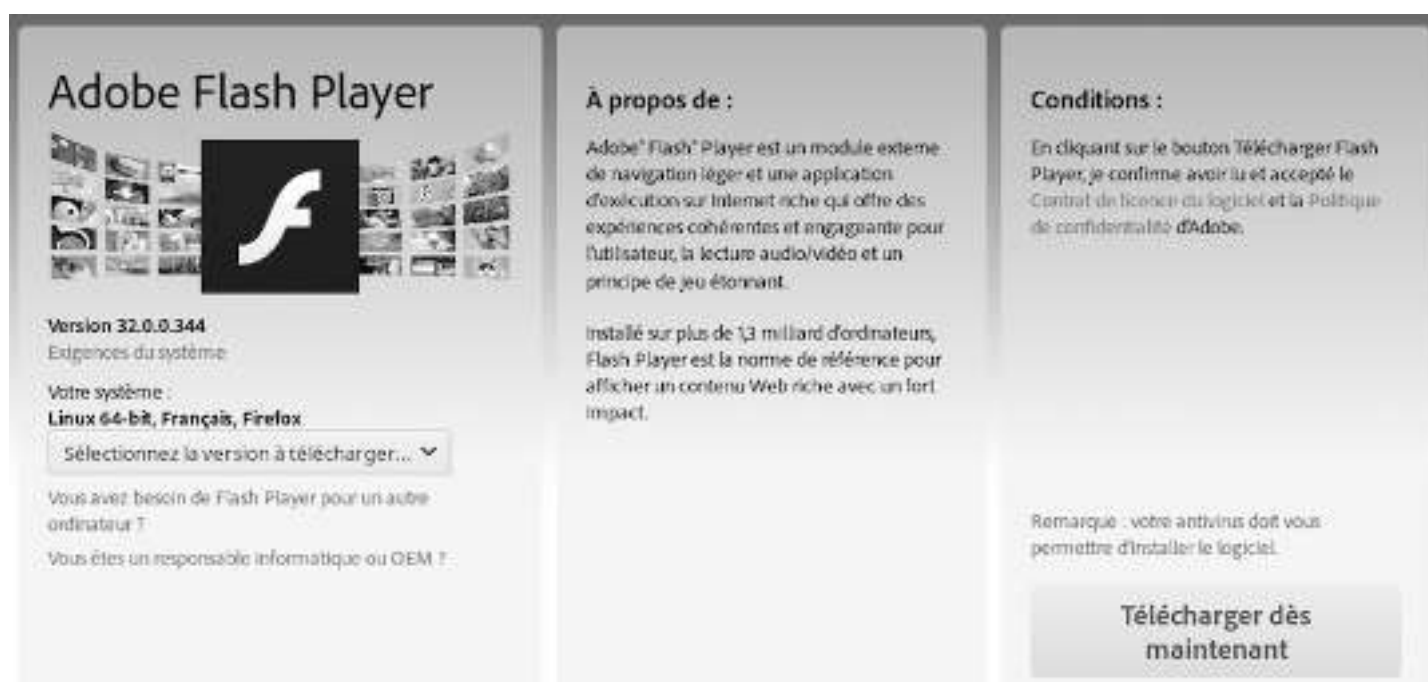 Adobe Flash Player
Version 32.0.0.344
Exigences du système
Votre système :
Linux 64-bit, Français, Firefox
Sélectionnez la version à télécharger...
Vous avez besoin de Flash Player pour un autre
ordinateur ?
Vous êtes un responsable informatique ou OEM ?
À propos de :
Adobe® Flash® Player est un module externe
de navigation léger et une application
d'exécution sur Internet riche qui offre des
expériences cohérentes et engageante pour
l'utilisateur, la lecture audio/vidéo et un
principe de jeu étonnant.
Installé sur plus de 1,3 milliard d'ordinateurs,
Flash Player est la norme de référence pour
afficher un contenu Web riche avec un fort
impact.
Conditions :
En cliquant sur le bouton Télécharger Flash
Player, je confirme avoir lu et accepté le
Contrat de licence du logiciel et la Politique
de confidentialité d'Adobe.
Remarque : votre antivirus doit vous
permettre d'installer le logiciel.
Télécharger dès
maintenant